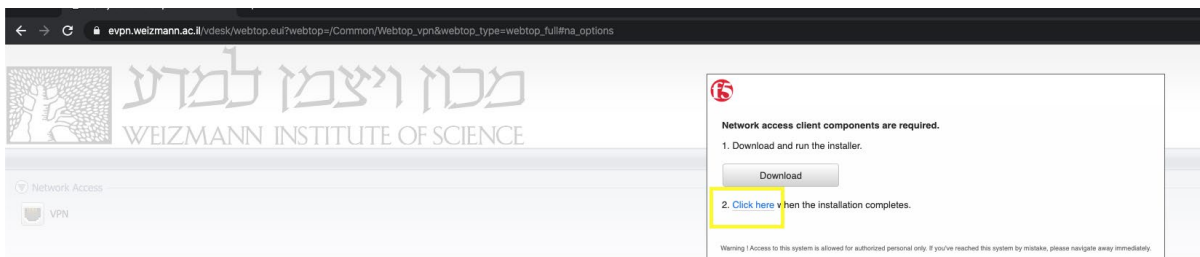 evpn.weizmann.ac.il/vdesk/webtop.eui?webtop=/Common/Webtop_vpn&webtop_type=webtop_full#na_options
מכון ויצמן למדע
WEIZMANN INSTITUTE OF SCIENCE
Network Access
VPN
f5
Network access client components are required.
1. Download and run the installer.
Download
2. Click here when the installation completes.
Warning ! Access to this system is allowed for authorized personal only. If you've reached this system by mistake, please navigate away immediately.